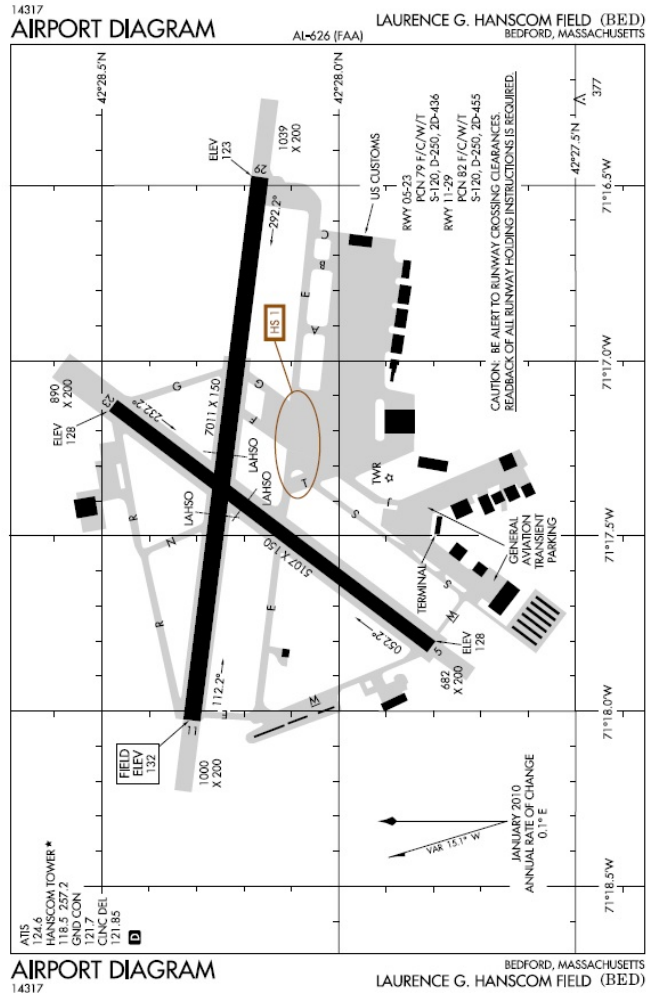 14317
AIRPORT DIAGRAM
AL-626 (FAA)
LAURENCE G. HANSCOM FIELD (BED)
BEDFORD, MASSACHUSETTS
42°28.5'N
42°28.0'N
42°27.5'N
377
ELEV
123
29
1039
X 200
292.2°
US CUSTOMS
RWY 05-23
PCN 79 F/C/W/T
S-120, D-250, 2D-436
RWY 11-29
PCN 82 F/C/W/T
S-120, D-250, 2D-455
CAUTION: BE ALERT TO RUNWAY CROSSING CLEARANCES.
READBACK OF ALL RUNWAY HOLDING INSTRUCTIONS IS REQUIRED.
71°16.5'W
C
B
E
A
HS 1
71°17.0'W
890
X 200
23
232.2°
ELEV
128
G
G
F
7011 X 150
LAHSO
LAHSO
LAHSO
T
TWR
J
S
71°17.5'W
R
N
R
5107 X 150
E
TERMINAL
GENERAL
AVIATION
TRANSIENT
PARKING
S
M
052.2°
5
ELEV
128
682
X 200
112.2°
E
M
71°18.0'W
11
FIELD
ELEV
132
1000
X 200
VAR 15.1° W
JANUARY 2010
ANNUAL RATE OF CHANGE
0.1° E
71°18.5'W
ATIS
124.6
HANSCOM TOWER★
118.5 257.2
GND CON
121.7
CLNC DEL
121.85
D
AIRPORT DIAGRAM
14317
BEDFORD, MASSACHUSETTS
LAURENCE G. HANSCOM FIELD (BED)